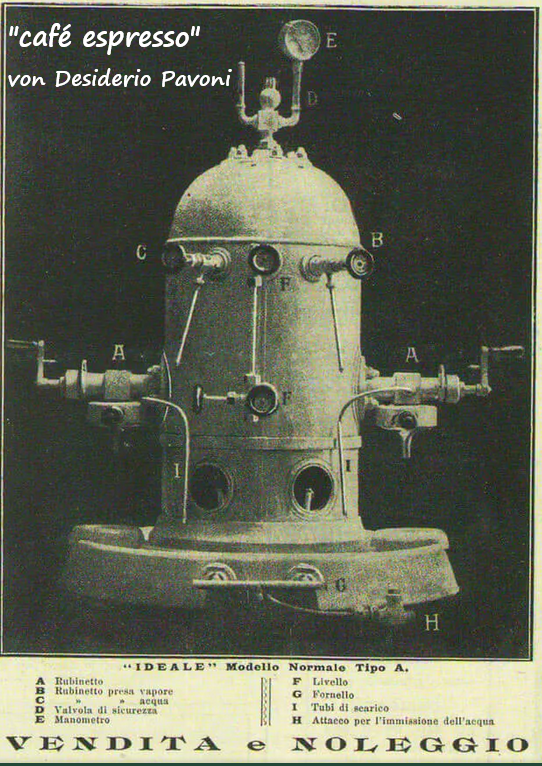 "café espresso"
von Desiderio Pavoni
E
D
C
B
F
A
A
F
I
I
G
H
"IDEALE" Modello Normale Tipo A.
A Rubinetto
B Rubinetto presa vapore
C » » acqua
D Valvola di sicurezza
E Manometro
F Livello
G Fornello
I Tubi di scarico
H Attacco per l'immissione dell'acqua
VENDITA e NOLEGGIO